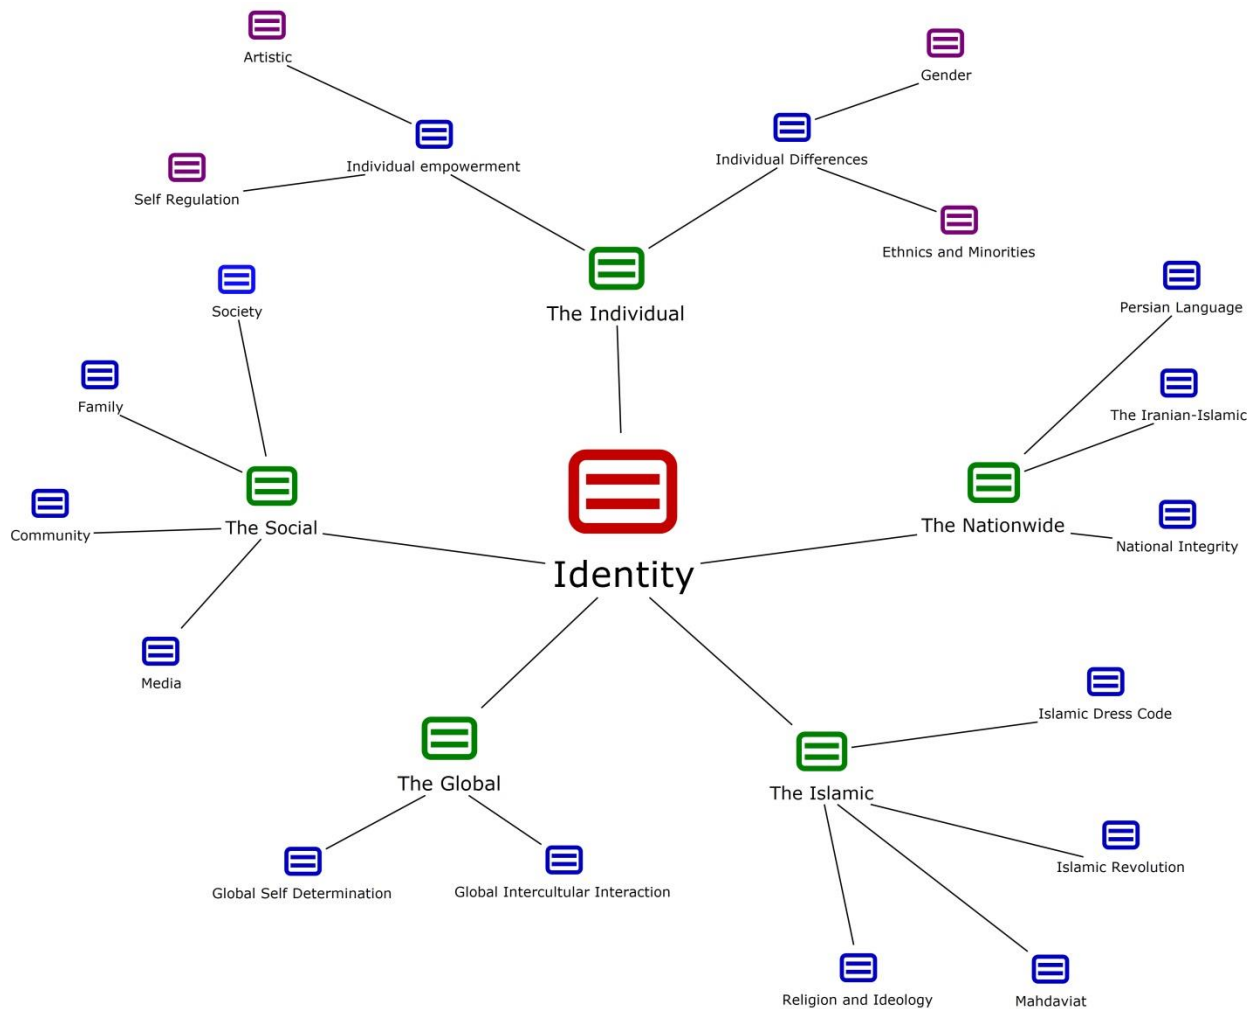 Artistic
Gender
Individual empowerment
Individual Differences
Self Regulation
Ethnics and Minorities
Society
The Individual
Persian Language
Family
The Iranian-Islamic
Community
The Social
The Nationwide
National Integrity
Identity
Media
Islamic Dress Code
The Global
The Islamic
Global Self Determination
Global Intercultular Interaction
Islamic Revolution
Religion and Ideology
Mahdaviat